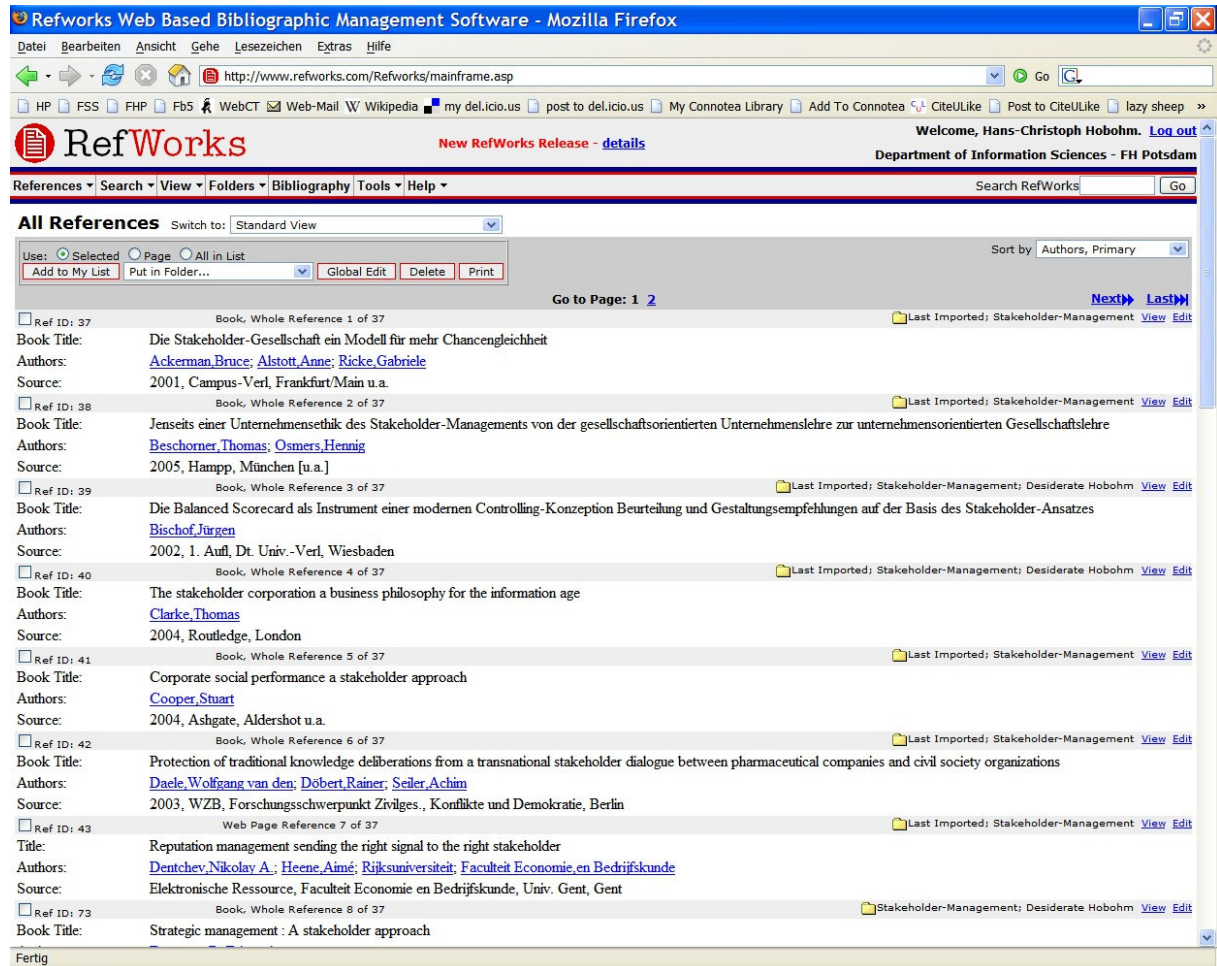 Refworks Web Based Bibliographic Management Software - Mozilla Firefox
Datei Bearbeiten Ansicht Gehe Lesezeichen Extras Hilfe
http://www.refworks.com/Refworks/mainframe.asp Go
HP FSS FHP Fb5 WebCT Web-Mail W Wikipedia my del.icio.us post to del.icio.us My Connotea Library Add To Connotea CiteULike Post to CiteULike lazy sheep »
RefWorks New RefWorks Release - details Welcome, Hans-Christoph Hobohm. Log out
Department of Information Sciences - FH Potsdam
References Search View Folders Bibliography Tools Help Search RefWorks Go
All References Switch to: Standard View
Use: Selected Page All in List Sort by Authors, Primary
Add to My List Put in Folder... Global Edit Delete Print
Go to Page: 1 2 Next Last
Ref ID: 37 Book, Whole Reference 1 of 37 Last Imported; Stakeholder-Management View Edit
Book Title: Die Stakeholder-Gesellschaft ein Modell für mehr Chancengleichheit
Authors: Ackerman,Bruce; Alstott,Anne; Ricke,Gabriele
Source: 2001, Campus-Verl, Frankfurt/Main u.a.
Ref ID: 38 Book, Whole Reference 2 of 37 Last Imported; Stakeholder-Management View Edit
Book Title: Jenseits einer Unternehmensethik des Stakeholder-Managements von der gesellschaftsorientierten Unternehmenslehre zur unternehmensorientierten Gesellschaftslehre
Authors: Beschorner,Thomas; Osmers,Hennig
Source: 2005, Hampp, München [u.a.]
Ref ID: 39 Book, Whole Reference 3 of 37 Last Imported; Stakeholder-Management; Desiderate Hobohm View Edit
Book Title: Die Balanced Scorecard als Instrument einer modernen Controlling-Konzeption Beurteilung und Gestaltungsempfehlungen auf der Basis des Stakeholder-Ansatzes
Authors: Bischof,Jürgen
Source: 2002, 1. Aufl, Dt. Univ.-Verl, Wiesbaden
Ref ID: 40 Book, Whole Reference 4 of 37 Last Imported; Stakeholder-Management; Desiderate Hobohm View Edit
Book Title: The stakeholder corporation a business philosophy for the information age
Authors: Clarke,Thomas
Source: 2004, Routledge, London
Ref ID: 41 Book, Whole Reference 5 of 37 Last Imported; Stakeholder-Management View Edit
Book Title: Corporate social performance a stakeholder approach
Authors: Cooper,Stuart
Source: 2004, Ashgate, Aldershot u.a.
Ref ID: 42 Book, Whole Reference 6 of 37 Last Imported; Stakeholder-Management View Edit
Book Title: Protection of traditional knowledge deliberations from a transnational stakeholder dialogue between pharmaceutical companies and civil society organizations
Authors: Daele,Wolfgang van den; Döbert,Rainer; Seiler,Achim
Source: 2003, WZB, Forschungsschwerpunkt Zivilges., Konflikte und Demokratie, Berlin
Ref ID: 43 Web Page Reference 7 of 37 Last Imported; Stakeholder-Management View Edit
Title: Reputation management sending the right signal to the right stakeholder
Authors: Dentchev,Nikolay A.; Heene,Aimé; Rijksuniversiteit; Faculteit Economie,en Bedrijfskunde
Source: Elektronische Ressource, Faculteit Economie en Bedrijfskunde, Univ. Gent, Gent
Ref ID: 73 Book, Whole Reference 8 of 37 Stakeholder-Management; Desiderate Hobohm View Edit
Book Title: Strategic management : A stakeholder approach
Fertig